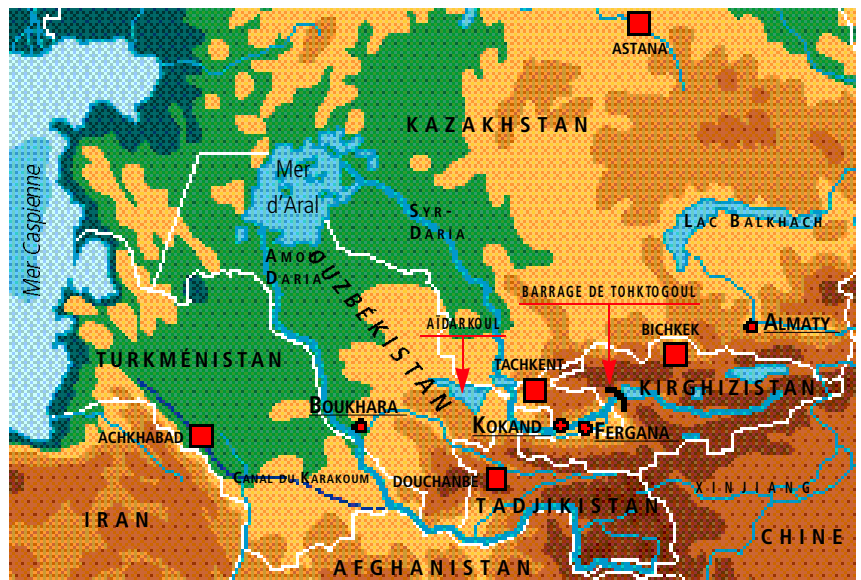 ASTANA
KAZAKHSTAN
Mer
d'Aral
Mer Caspienne
SYR-
DARIA
LAC BALKHACH
AMOU
DARIA
OUZBÉKISTAN
BARRAGE DE TOHKTOGOUL
AÏDARKOUL
ALMATY
BICHKEK
TURKMÉNISTAN
TACHKENT
KIRGHIZISTAN
BOUKHARA
KOKAND
FERGANA
ACHKHABAD
CANAL DU KARAKOUM
DOUCHANBE
XINJIANG
TADJIKISTAN
IRAN
CHINE
AFGHANISTAN